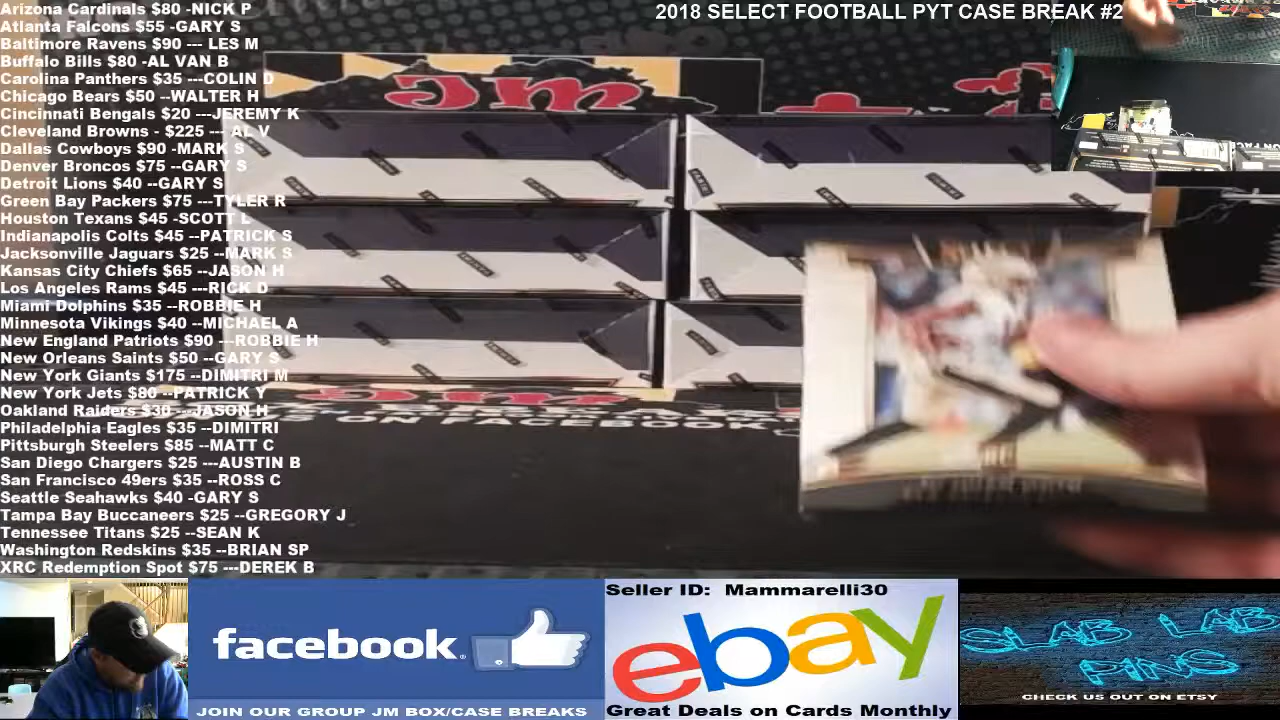 2018 SELECT FOOTBALL PYT CASE BREAK #2
Arizona Cardinals $80 -NICK P
Atlanta Falcons $55 -GARY S
Baltimore Ravens $90 --- LES M
Buffalo Bills $80 -AL VAN B
Carolina Panthers $35 ---COLIN D
Chicago Bears $50 --WALTER H
Cincinnati Bengals $20 ---JEREMY K
Cleveland Browns - $225 --- AL V
Dallas Cowboys $90 -MARK S
Denver Broncos $75 --GARY S
Detroit Lions $40 --GARY S
Green Bay Packers $75 ---TYLER R
Houston Texans $45 -SCOTT L
Indianapolis Colts $45 --PATRICK S
Jacksonville Jaguars $25 --MARK S
Kansas City Chiefs $65 --JASON H
Los Angeles Rams $45 ---RICK D
Miami Dolphins $35 --ROBBIE H
Minnesota Vikings $40 --MICHAEL A
New England Patriots $90 ---ROBBIE H
New Orleans Saints $50 --GARY S
New York Giants $175 --DIMITRI M
New York Jets $80 --PATRICK Y
Oakland Raiders $30 ---JASON H
Philadelphia Eagles $35 --DIMITRI
Pittsburgh Steelers $85 --MATT C
San Diego Chargers $25 ---AUSTIN B
San Francisco 49ers $35 --ROSS C
Seattle Seahawks $40 -GARY S
Tampa Bay Buccaneers $25 --GREGORY J
Tennessee Titans $25 --SEAN K
Washington Redskins $35 --BRIAN SP
XRC Redemption Spot $75 ---DEREK B
JM
S ON FACEBOOK
facebook
JOIN OUR GROUP JM BOX/CASE BREAKS
Seller ID: Mammarelli30
ebay
Great Deals on Cards Monthly
SLAB LAB
PINS
CHECK US OUT ON ETSY